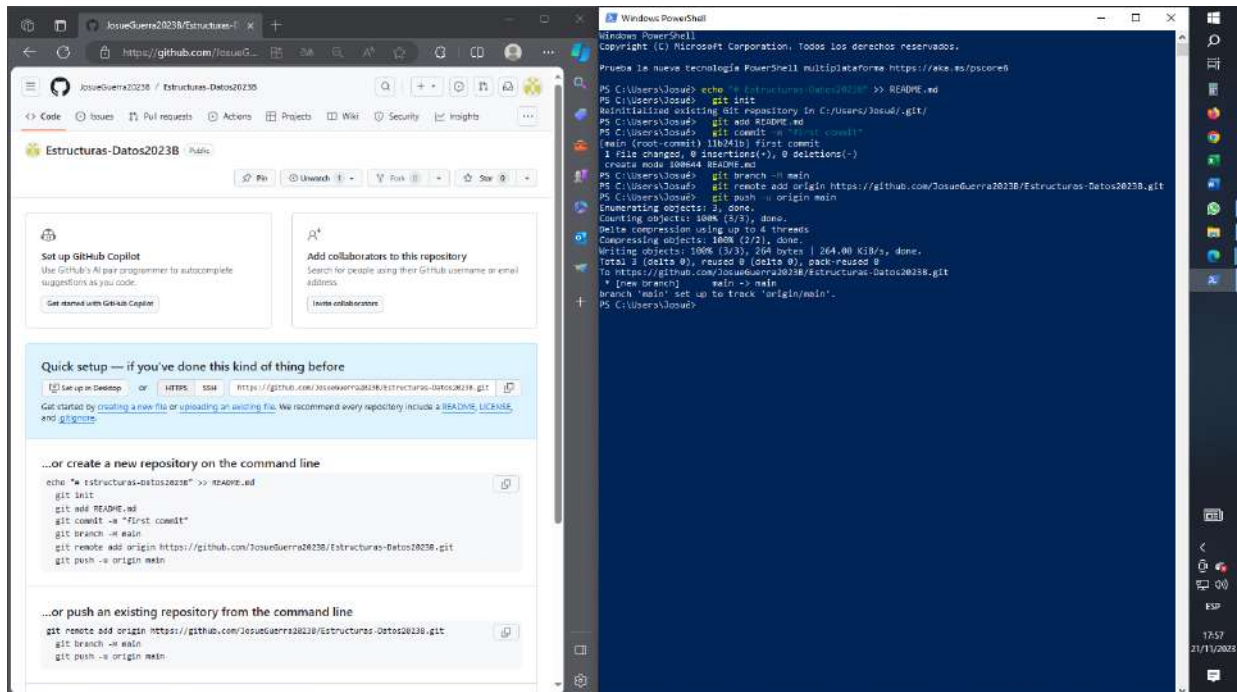 JosueGuerra2023B/Estructuras-D
https://github.com/JosueG...
JosueGuerra2023B / Estructuras-Datos2023B
Code Issues Pull requests Actions Projects Wiki Security Insights
Estructuras-Datos2023B Public
Pin Unwatch 1 Fork 0 Star 0
Set up GitHub Copilot
Use GitHub's AI pair programmer to autocomplete
suggestions as you code.
Get started with GitHub Copilot
Add collaborators to this repository
Search for people using their GitHub username or email
address.
Invite collaborators
Quick setup — if you've done this kind of thing before
Set up in Desktop or HTTPS SSH https://github.com/JosueGuerra2023B/Estructuras-Datos2023B.git
Get started by creating a new file or uploading an existing file. We recommend every repository include a README, LICENSE,
and .gitignore.
...or create a new repository on the command line
echo "# Estructuras-Datos2023B" >> README.md
git init
git add README.md
git commit -m "first commit"
git branch -M main
git remote add origin https://github.com/JosueGuerra2023B/Estructuras-Datos2023B.git
git push -u origin main
...or push an existing repository from the command line
git remote add origin https://github.com/JosueGuerra2023B/Estructuras-Datos2023B.git
git branch -M main
git push -u origin main
Windows PowerShell
Windows PowerShell
Copyright (C) Microsoft Corporation. Todos los derechos reservados.
Prueba la nueva tecnología PowerShell multiplataforma https://aka.ms/pscore6
PS C:\Users\Josué> echo "# Estructuras-Datos2023B" >> README.md
PS C:\Users\Josué> git init
Reinitialized existing Git repository in C:/Users/Josué/.git/
PS C:\Users\Josué> git add README.md
PS C:\Users\Josué> git commit -m "first commit"
[main (root-commit) 11b241b] first commit
1 file changed, 0 insertions(+), 0 deletions(-)
create mode 100644 README.md
PS C:\Users\Josué> git branch -M main
PS C:\Users\Josué> git remote add origin https://github.com/JosueGuerra2023B/Estructuras-Datos2023B.git
PS C:\Users\Josué> git push -u origin main
Enumerating objects: 3, done.
Counting objects: 100% (3/3), done.
Delta compression using up to 4 threads
Compressing objects: 100% (2/2), done.
Writing objects: 100% (3/3), 264 bytes | 264.00 KiB/s, done.
Total 3 (delta 0), reused 0 (delta 0), pack-reused 0
To https://github.com/JosueGuerra2023B/Estructuras-Datos2023B.git
* [new branch] main -> main
branch 'main' set up to track 'origin/main'.
PS C:\Users\Josué>
ESP
17:57
21/11/2023